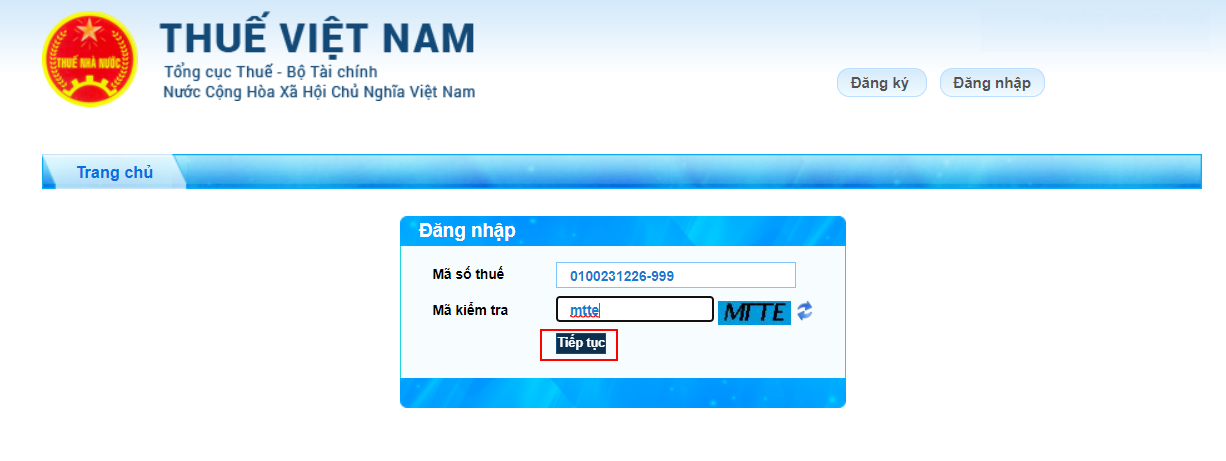 THUẾ NHÀ NƯỚC
THUẾ VIỆT NAM
Tổng cục Thuế - Bộ Tài chính
Nước Cộng Hòa Xã Hội Chủ Nghĩa Việt Nam
Đăng ký Đăng nhập
Trang chủ
Đăng nhập
Mã số thuế 0100231226-999
Mã kiểm tra mtte MTTE
Tiếp tục